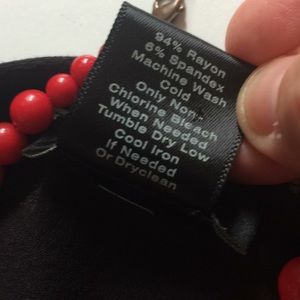 94% Rayon
6% Spandex
Machine Wash
Cold
Only Non-
Chlorine Bleach
When Needed
Tumble Dry Low
Cool Iron
If Needed
Or Dryclean